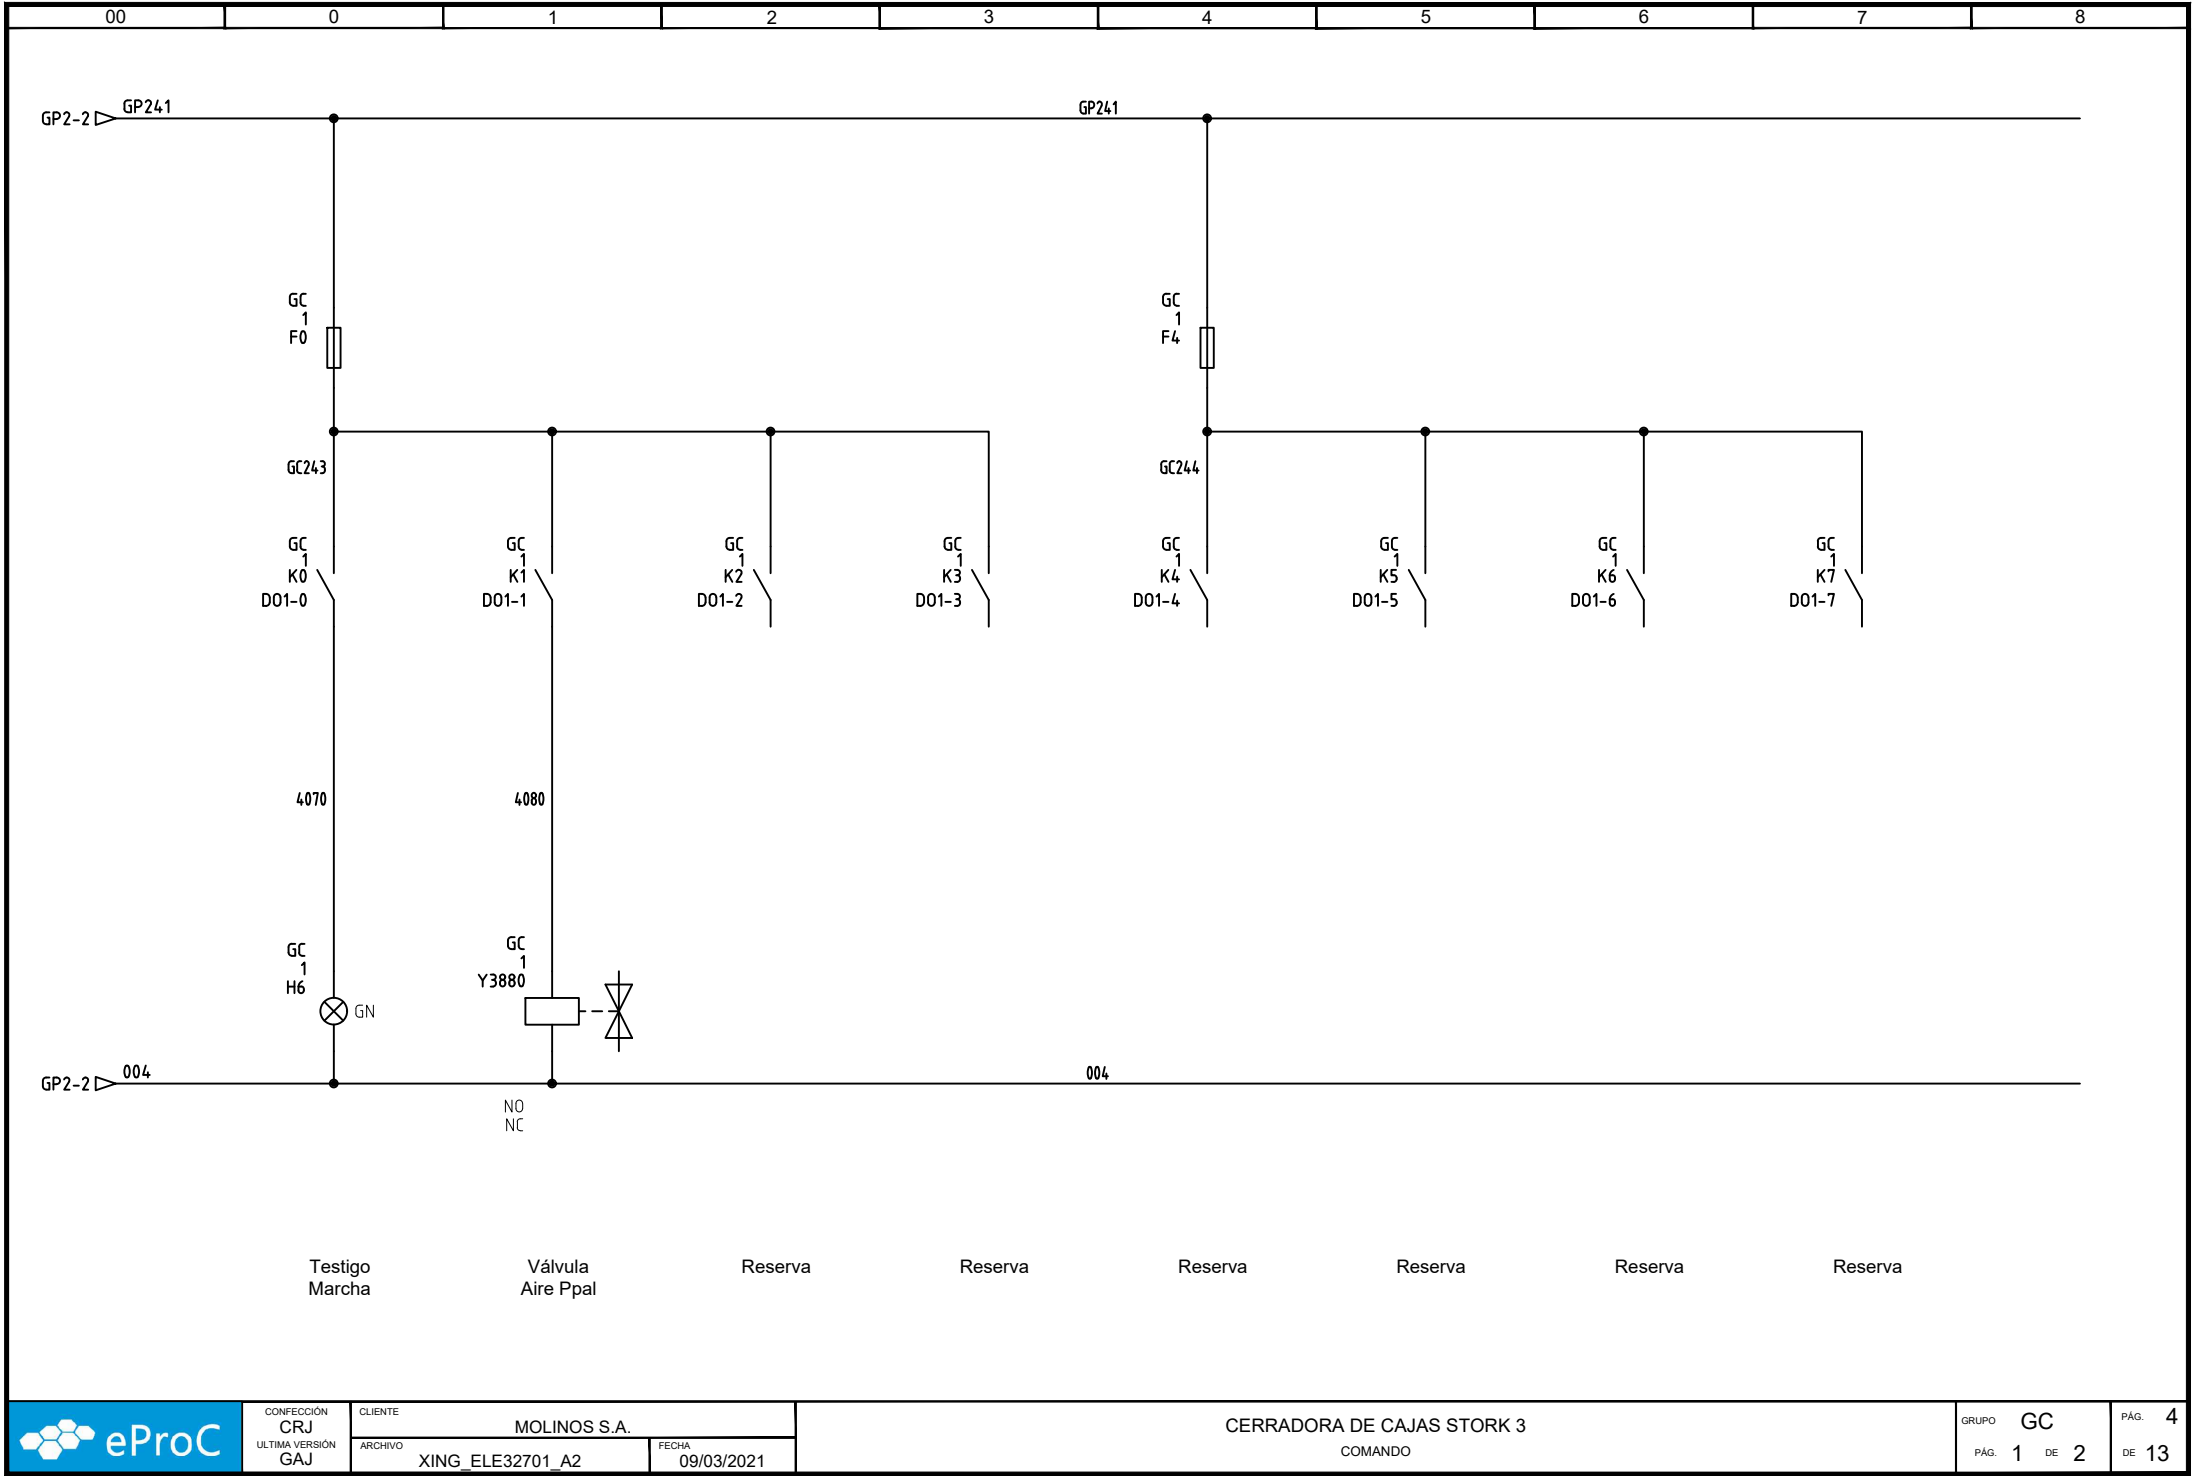 00 0 1 2 3 4 5 6 7 8
GP2-2 GP241 GP241
GC GC
1 1
F0 F4
GC243 GC244
GC GC GC GC GC GC GC GC
1 1 1 1 1 1 1 1
K0 K1 K2 K3 K4 K5 K6 K7
DO1-0 DO1-1 DO1-2 DO1-3 DO1-4 DO1-5 DO1-6 DO1-7
4070 4080
GC GC
1 1
H6 Y3880
GN
GP2-2 004 004
NO
NC
Testigo Válvula Reserva Reserva Reserva Reserva Reserva Reserva
Marcha Aire Ppal
eProC
CONFECCIÓN
CRJ
ULTIMA VERSIÓN
GAJ
CLIENTE
MOLINOS S.A.
ARCHIVO
XING_ELE32701_A2
FECHA
09/03/2021
CERRADORA DE CAJAS STORK 3
COMANDO
GRUPO GC
PÁG. 1 DE 2
PÁG. 4
DE 13